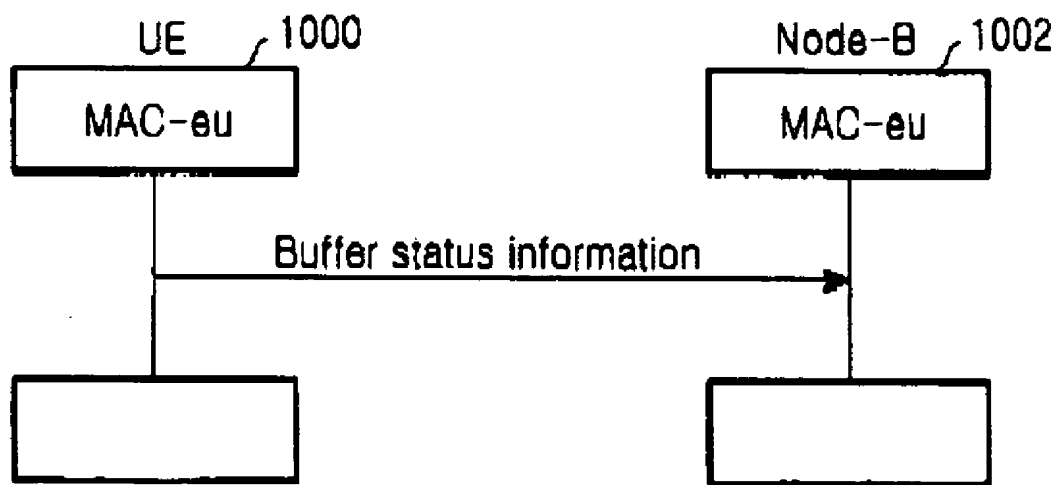 UE 1000 Node-B 1002
MAC-eu MAC-eu
Buffer status information